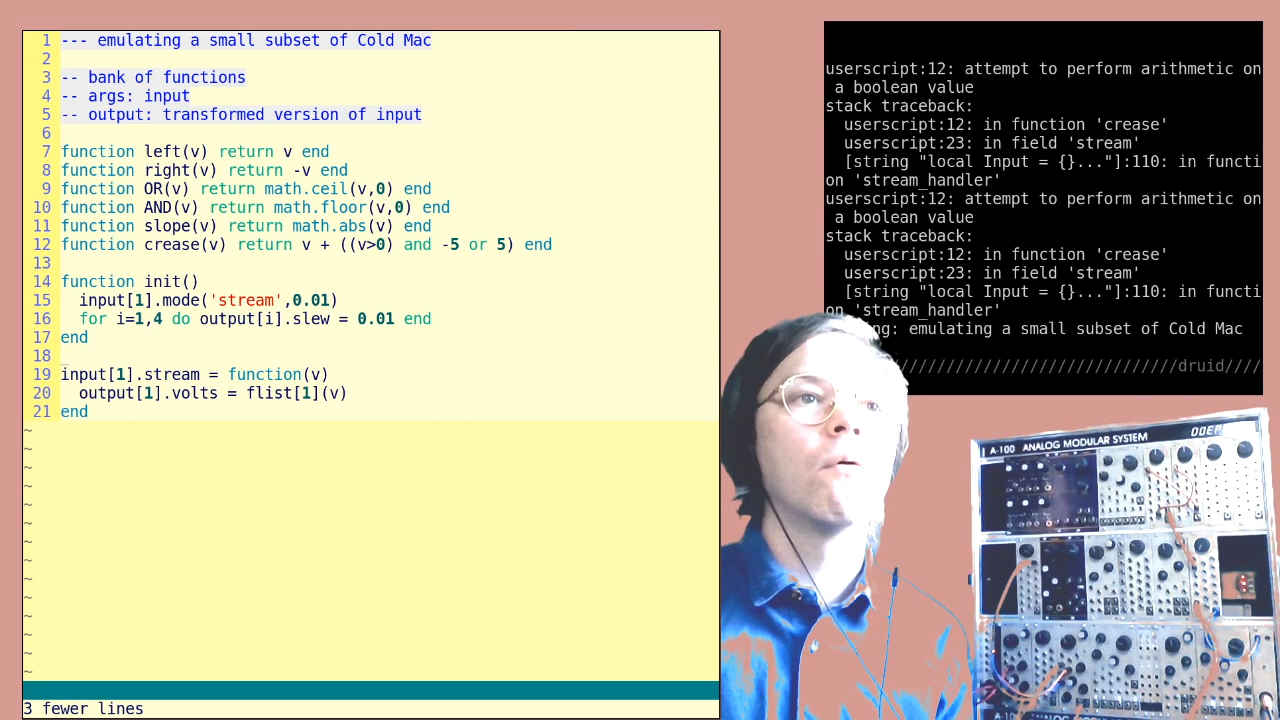 1 --- emulating a small subset of Cold Mac
2
3 -- bank of functions
4 -- args: input
5 -- output: transformed version of input
6
7 function left(v) return v end
8 function right(v) return -v end
9 function OR(v) return math.ceil(v,0) end
10 function AND(v) return math.floor(v,0) end
11 function slope(v) return math.abs(v) end
12 function crease(v) return v + ((v>0) and -5 or 5) end
13
14 function init()
15   input[1].mode('stream',0.01)
16   for i=1,4 do output[i].slew = 0.01 end
17 end
18
19 input[1].stream = function(v)
20   output[1].volts = flist[1](v)
21 end
~
~
~
~
~
~
~
~
~
~
~
~
~
~
3 fewer lines
userscript:12: attempt to perform arithmetic on
 a boolean value
stack traceback:
  userscript:12: in function 'crease'
  userscript:23: in field 'stream'
  [string "local Input = {}..."]:110: in functi
on 'stream_handler'
userscript:12: attempt to perform arithmetic on
 a boolean value
stack traceback:
  userscript:12: in function 'crease'
  userscript:23: in field 'stream'
  [string "local Input = {}..."]:110: in functi
on 'stream_handler'
ng: emulating a small subset of Cold Mac
/////////////////////////////druid////
A-100 ANALOG MODULAR SYSTEM